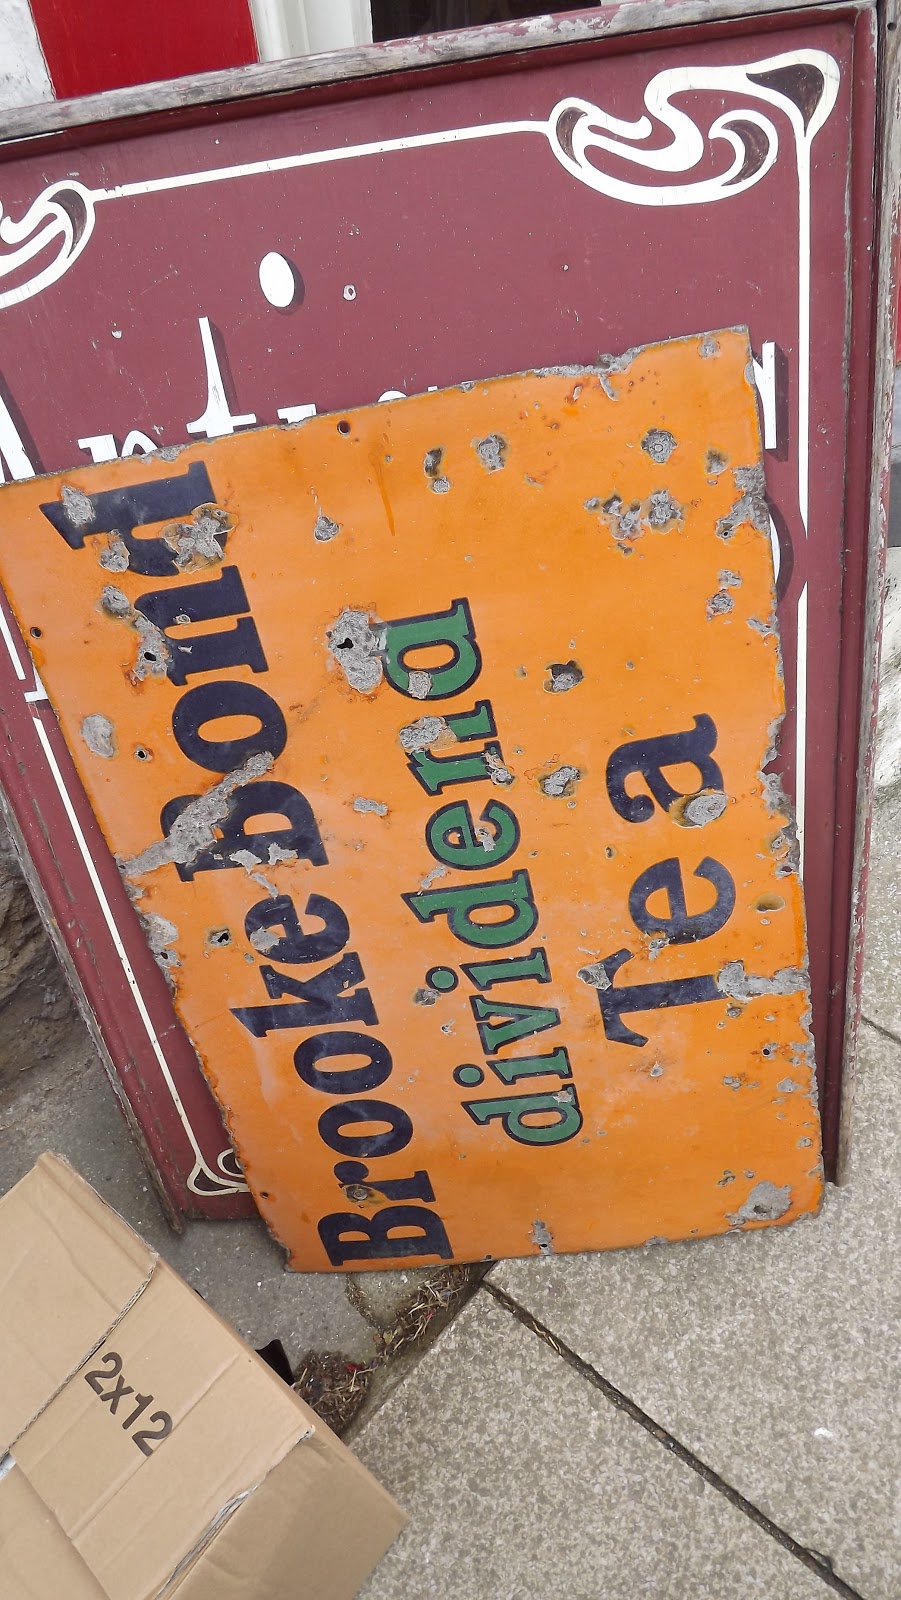 Brooke Bond
dividend
Tea
2x12